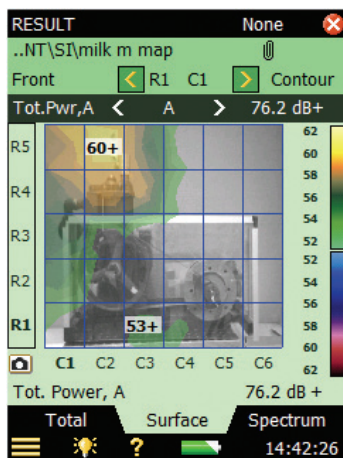 RESULT None
..NT\SI\milk m map
Front < R1 C1 > Contour
Tot.Pwr,A < A > 76.2 dB+
62
60
58
56
54
52
52
54
56
58
60
62
R5
R4
R3
R2
R1
60+
53+
C1 C2 C3 C4 C5 C6
Tot. Power, A 76.2 dB +
Total Surface Spectrum
? 14:42:26